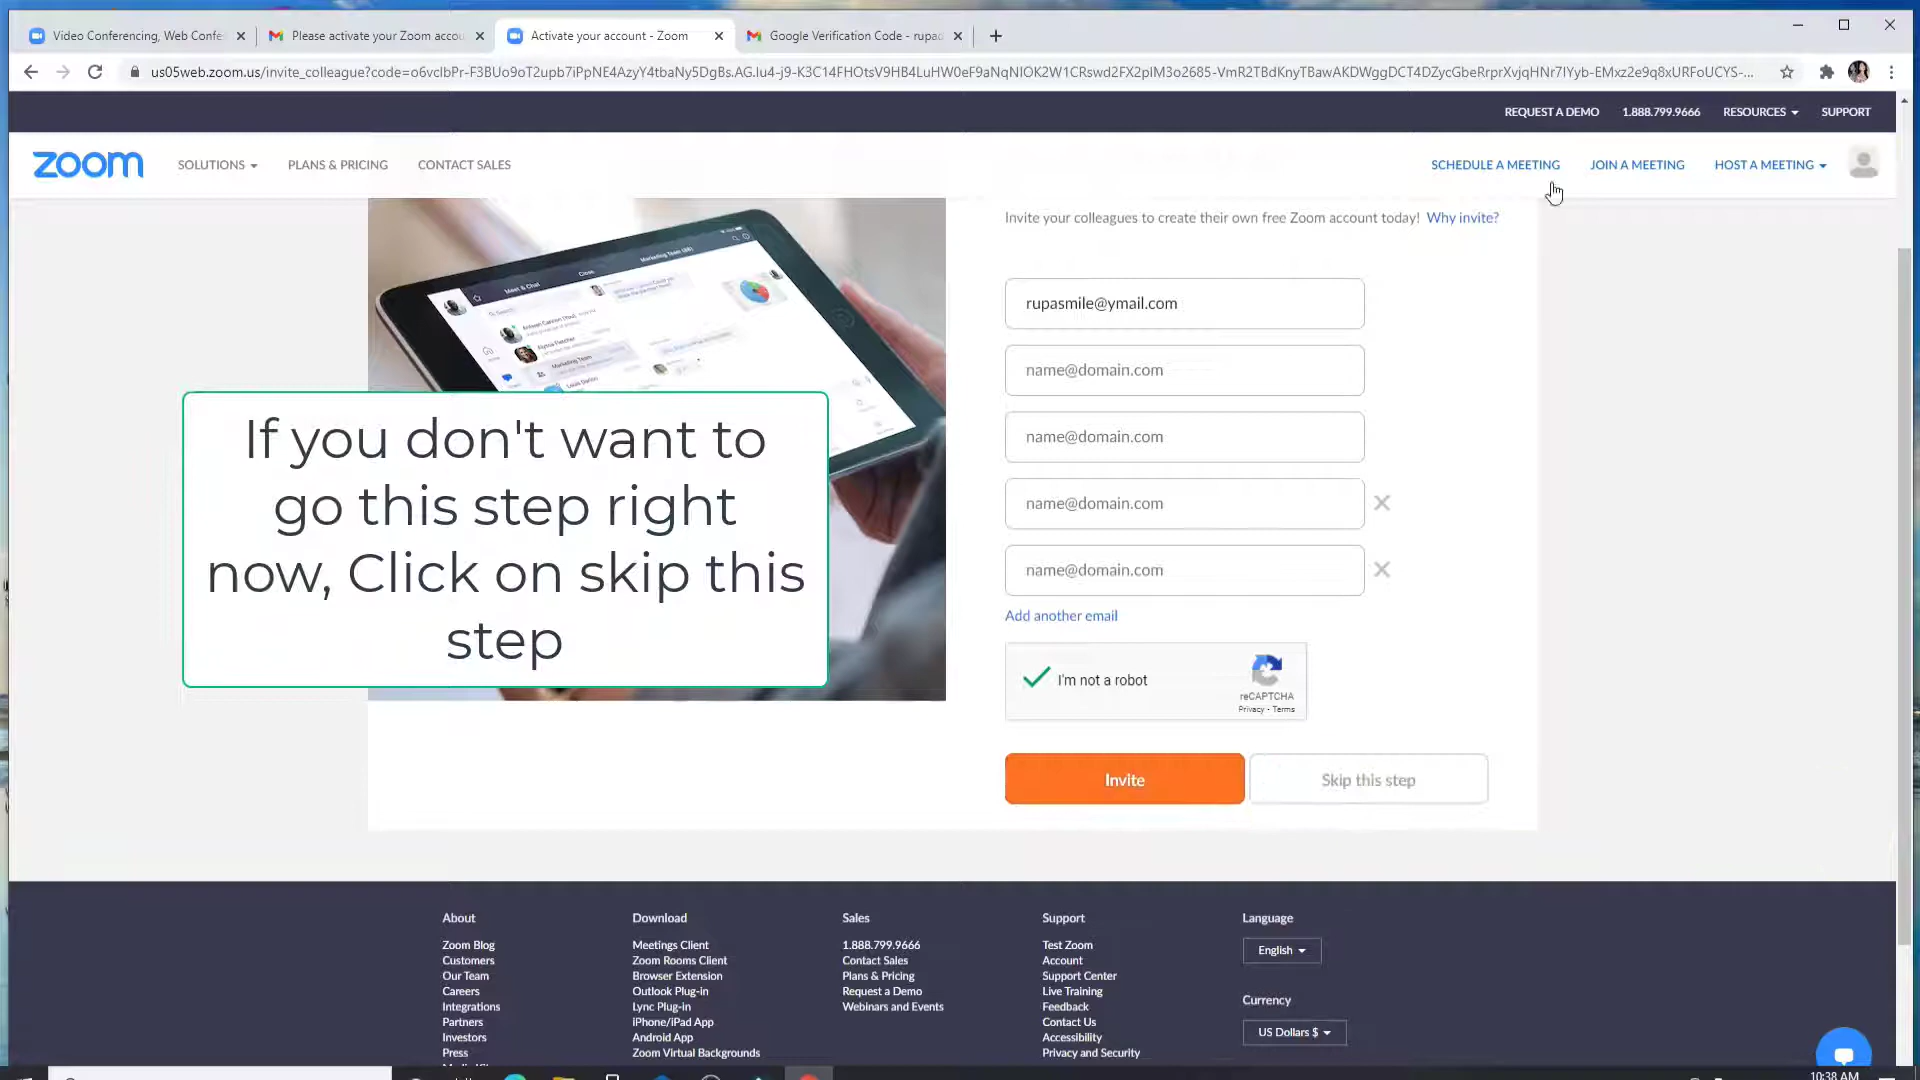 Video Conferencing, Web Confe
Please activate your Zoom accou
Activate your account - Zoom
Google Verification Code - rupac
REQUEST A DEMO
1.888.799.9666
RESOURCES
SUPPORT
zoom
SOLUTIONS
PLANS & PRICING
CONTACT SALES
SCHEDULE A MEETING
JOIN A MEETING
HOST A MEETING
Invite your colleagues to create their own free Zoom account today! Why invite?
Meet & Chat
Close
rupasmile@ymail.com
name@domain.com
name@domain.com
name@domain.com
name@domain.com
Add another email
I'm not a robot
reCAPTCHA
Privacy - Terms
Invite
Skip this step
If you don't want to
go this step right
now, Click on skip this
step
About
Zoom Blog
Customers
Our Team
Careers
Integrations
Partners
Investors
Press
Download
Meetings Client
Zoom Rooms Client
Browser Extension
Outlook Plug-in
Lync Plug-in
iPhone/iPad App
Android App
Zoom Virtual Backgrounds
Sales
1.888.799.9666
Contact Sales
Plans & Pricing
Request a Demo
Webinars and Events
Support
Test Zoom
Account
Support Center
Live Training
Feedback
Contact Us
Accessibility
Privacy and Security
Language
English
Currency
US Dollars $
10:38 AM